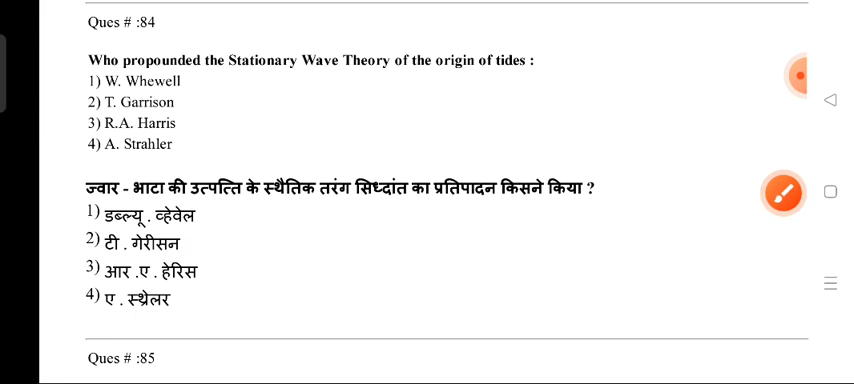 Ques # :84
Who propounded the Stationary Wave Theory of the origin of tides :
1) W. Whewell
2) T. Garrison
3) R.A. Harris
4) A. Strahler
ज्वार - भाटा की उत्पत्ति के स्थैतिक तरंग सिध्दांत का प्रतिपादन किसने किया ?
1) डब्ल्यू . व्हेवेल
2) टी . गेरीसन
3) आर .ए . हेरिस
4) ए . स्थ्रेलर
Ques # :85